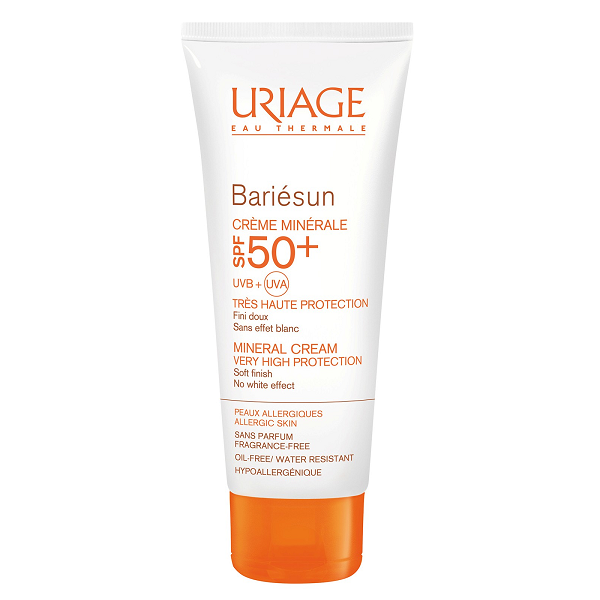 URIAGE
EAU THERMALE
Bariésun
CRÈME MINÉRALE
SPF 50+
UVB + UVA
TRÈS HAUTE PROTECTION
Fini doux
Sans effet blanc
MINERAL CREAM
VERY HIGH PROTECTION
Soft finish
No white effect
PEAUX ALLERGIQUES
ALLERGIC SKIN
SANS PARFUM
FRAGRANCE-FREE
OIL-FREE/ WATER RESISTANT
HYPOALLERGÉNIQUE